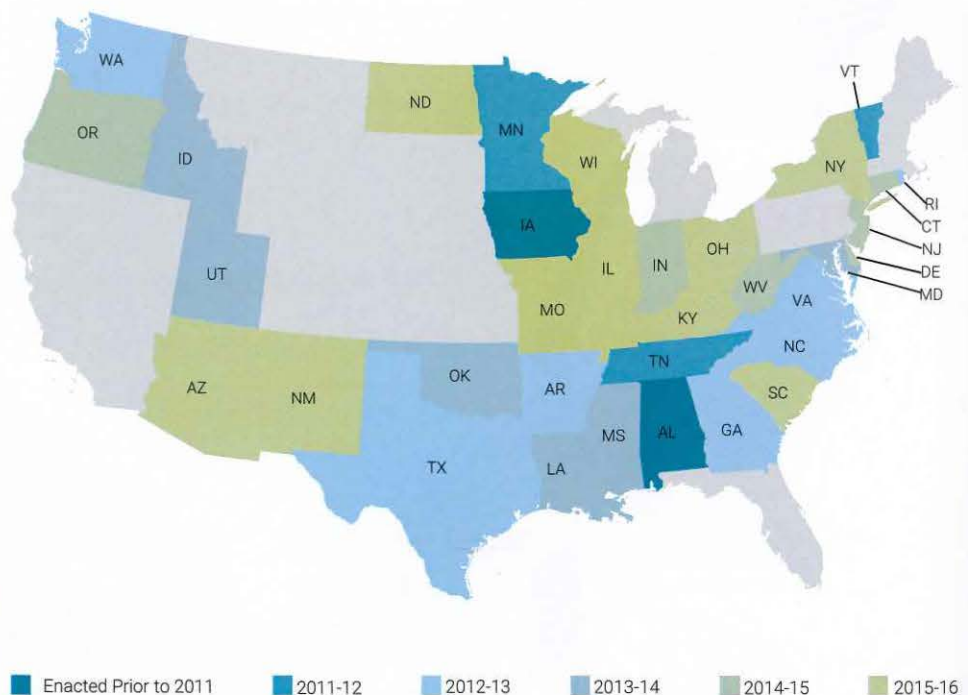 WA
OR
ID
UT
AZ
NM
ND
MN
IA
WI
IL
MO
IN
OH
KY
WV
TN
OK
AR
TX
LA
MS
AL
GA
SC
NC
VA
NY
VT
RI
CT
NJ
DE
MD
Enacted Prior to 2011 2011-12 2012-13 2013-14 2014-15 2015-16